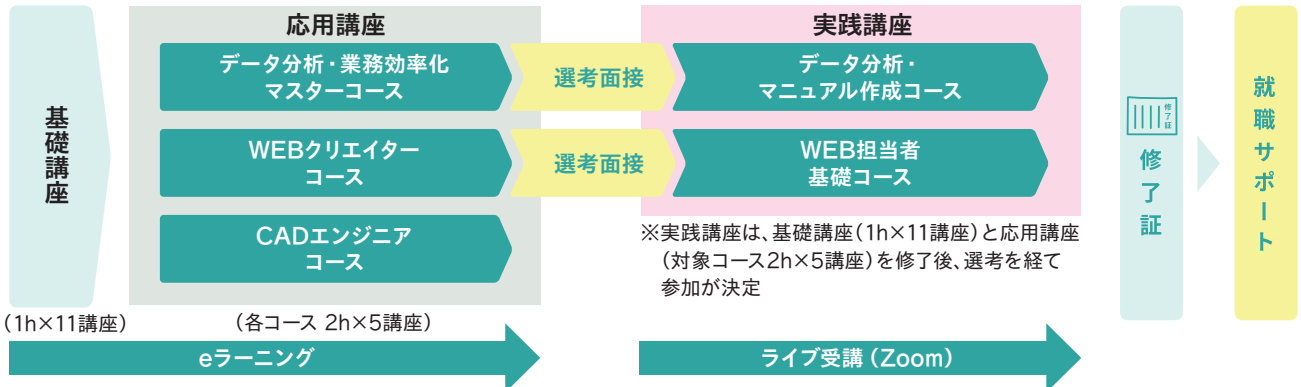 基礎講座
（1h×11講座）
応用講座
データ分析・業務効率化
マスターコース
WEBクリエイター
コース
CADエンジニア
コース
（各コース 2h×5講座）
選考面接
選考面接
実践講座
データ分析・
マニュアル作成コース
WEB担当者
基礎コース
※実践講座は、基礎講座（1h×11講座）と応用講座
（対象コース2h×5講座）を修了後、選考を経て
参加が決定
eラーニング
ライブ受講（Zoom）
修了証
修了証
就職サポート